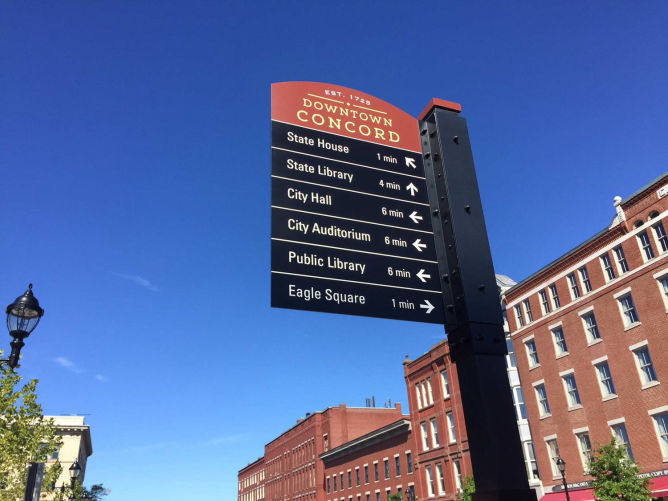 EST. 1725
DOWNTOWN
CONCORD
State House 1 min ↖
State Library 4 min ↑
City Hall 6 min ←
City Auditorium 6 min ←
Public Library 6 min ←
Eagle Square 1 min →